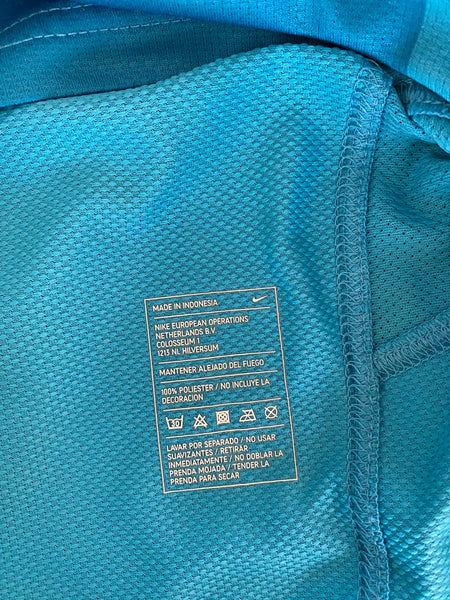 MADE IN INDONESIA
NIKE EUROPEAN OPERATIONS
NETHERLANDS B.V.
COLOSSEUM 1
1213 NL HILVERSUM
MANTENER ALEJADO DEL FUEGO
100% POLIESTER / NO INCLUYE LA
DECORACION
30
LAVAR POR SEPARADO / NO USAR
SUAVIZANTES / RETIRAR
INMEDIATAMENTE / NO DOBLAR LA
PRENDA MOJADA / TENDER LA
PRENDA PARA SECAR